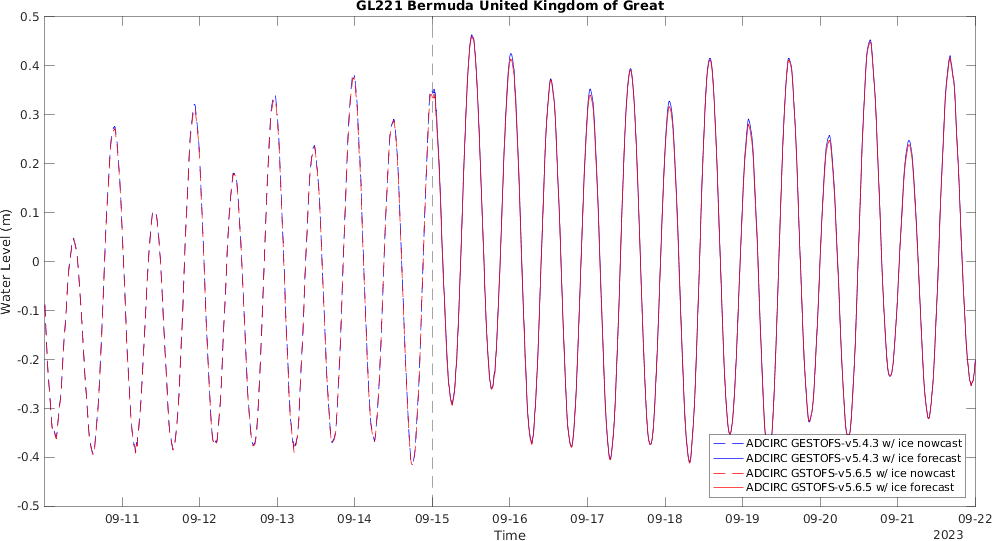 GL221 Bermuda United Kingdom of Great
0.5
0.4
0.3
0.2
0.1
0
-0.1
-0.2
-0.3
-0.4
-0.5
Water Level (m)
ADCIRC GESTOFS-v5.4.3 w/ ice nowcast
ADCIRC GESTOFS-v5.4.3 w/ ice forecast
ADCIRC GSTOFS-v5.6.5 w/ ice nowcast
ADCIRC GSTOFS-v5.6.5 w/ ice forecast
09-11 09-12 09-13 09-14 09-15 09-16 09-17 09-18 09-19 09-20 09-21 09-22
Time
2023